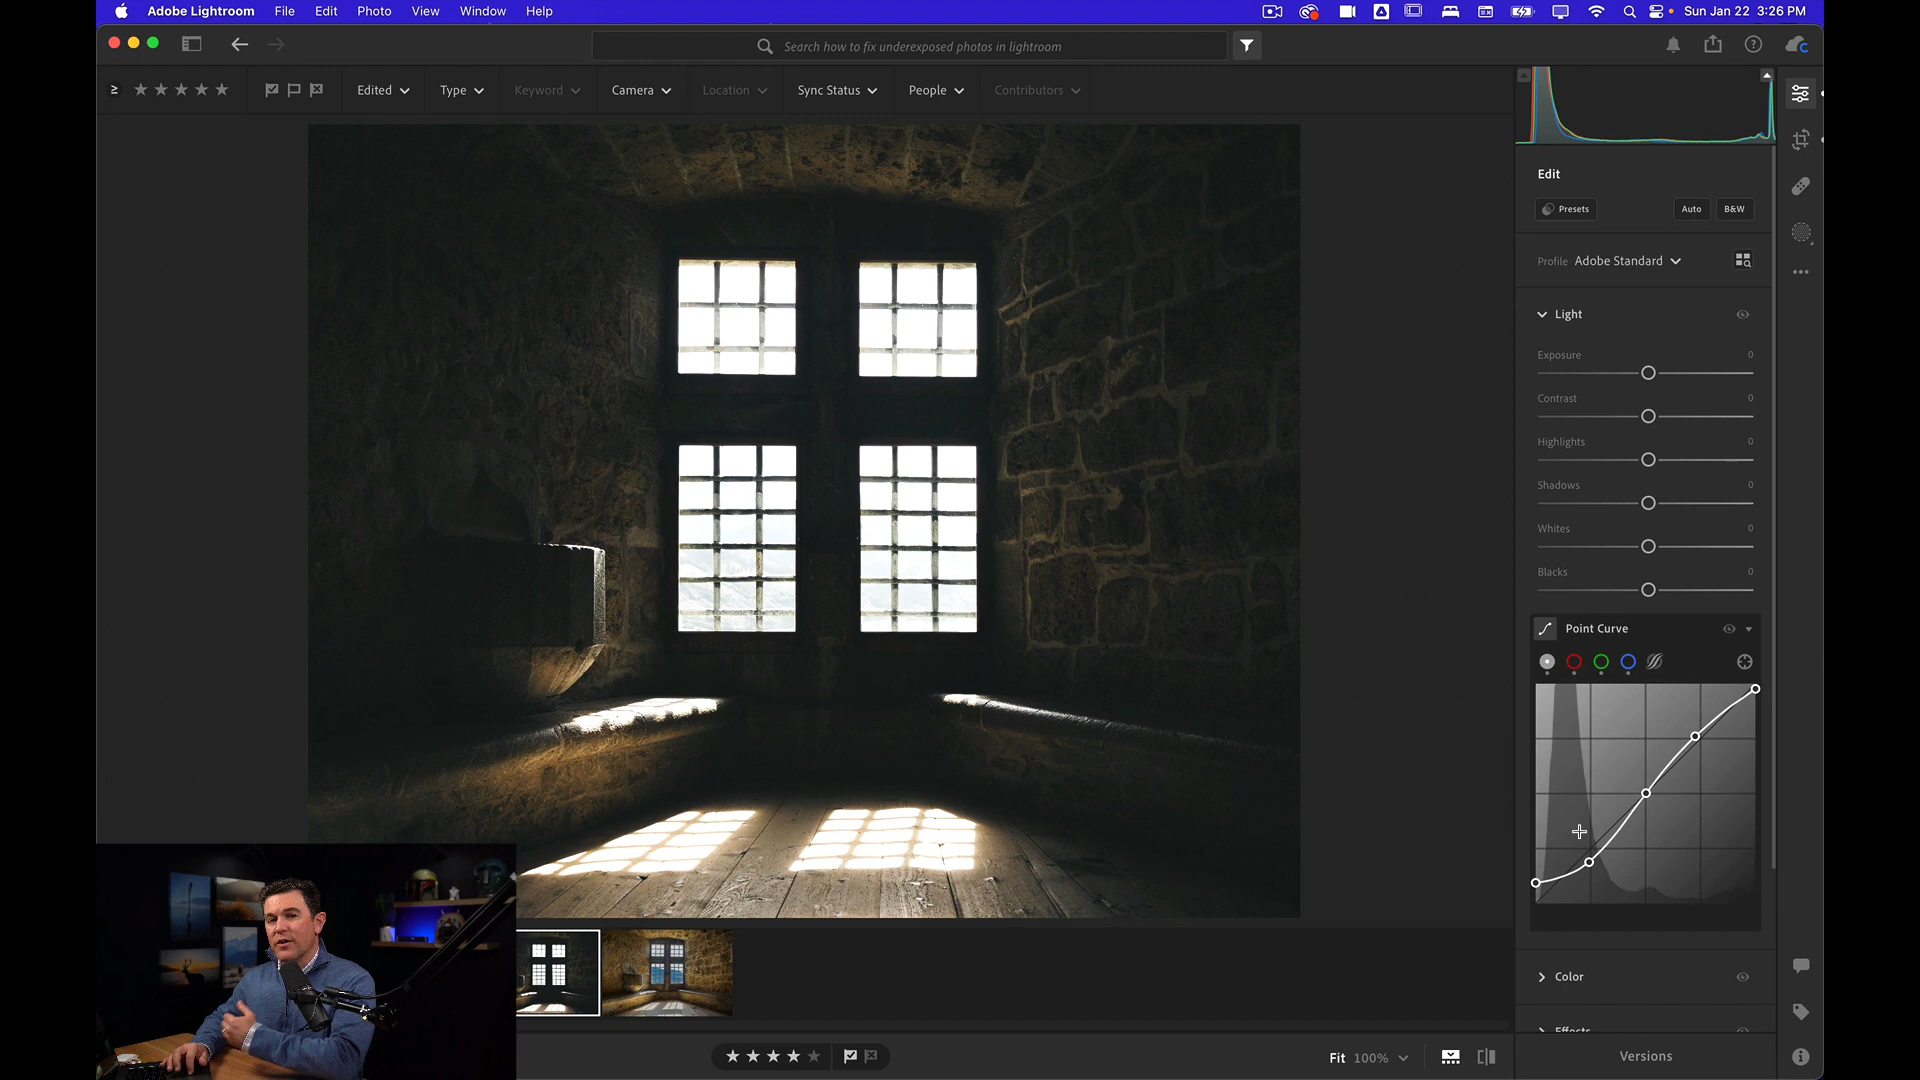 Adobe Lightroom File Edit Photo View Window Help
Sun Jan 22 3:26 PM
Search how to fix underexposed photos in lightroom
≥ Edited Type Keyword Camera Location Sync Status People Contributors
Edit
Presets Auto B&W
Profile Adobe Standard
Light
Exposure 0
Contrast 0
Highlights 0
Shadows 0
Whites 0
Blacks 0
Point Curve
Color
Effects
Fit 100%
Versions